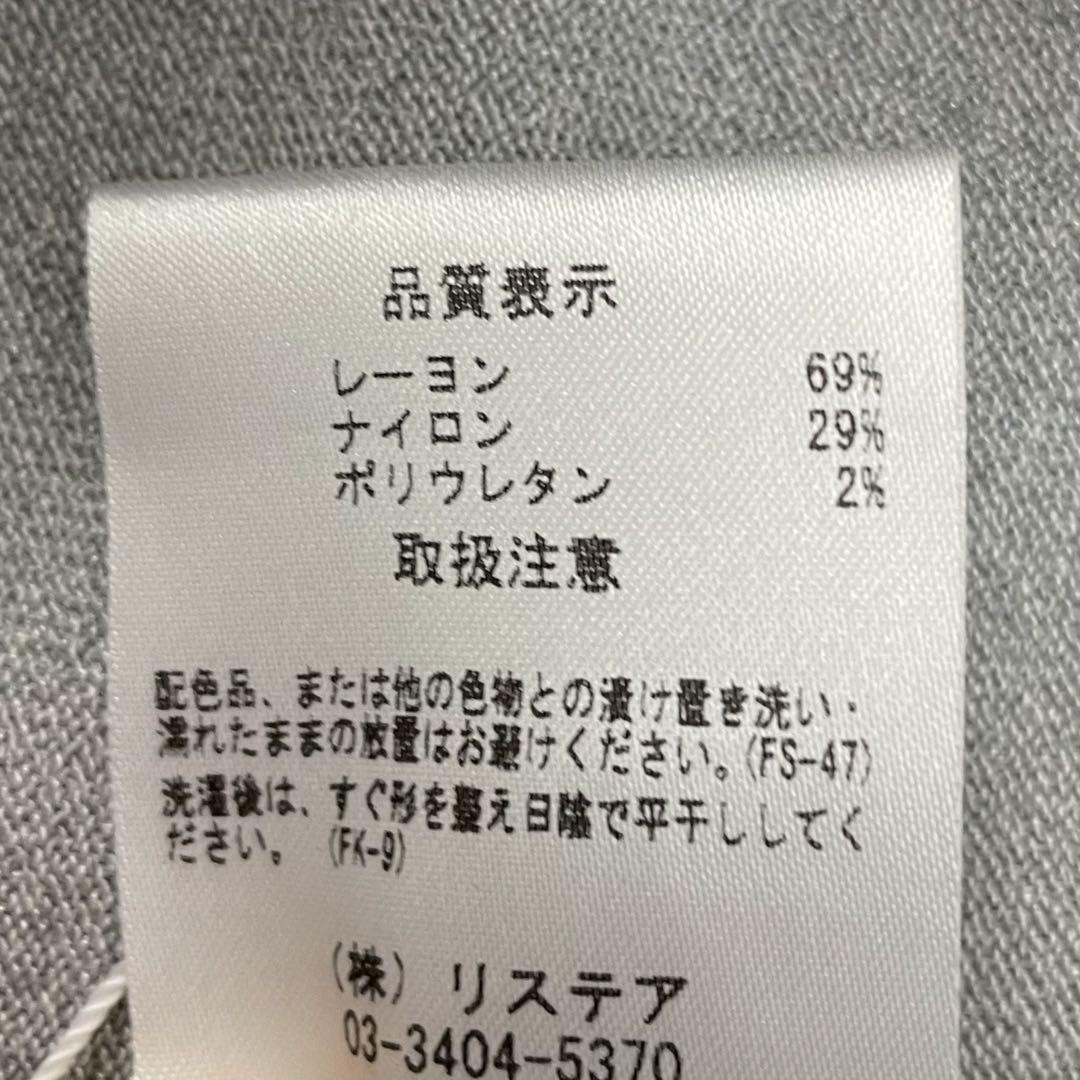 品質表示
レーヨン 69%
ナイロン 29%
ポリウレタン 2%
取扱注意
配色品、または他の色物との漬け置き洗い・
濡れたままの放置はお避けください。(FS-47)
洗濯後は、すぐ形を整え日陰で平干ししてく
ださい。 (FK-9)
(株) リステア
03-3404-5370